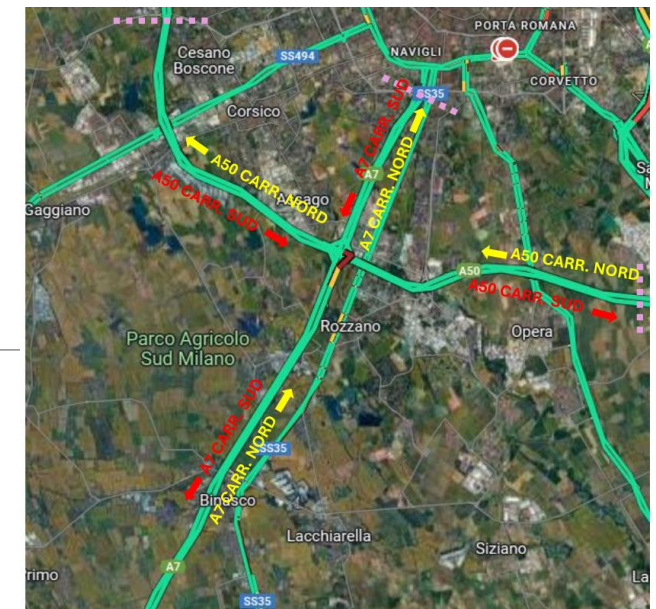 PORTA ROMANA
Cesano
Boscone
SS494
NAVIGLI
CORVETTO
SS35
Corsico
A7 CARR. SUD
A7
A7 CARR. NORD
A50 CARR. NORD
A50 CARR. SUD
Gaggiano
A50 CARR. NORD
A50
A50 CARR. SUD
Rozzano
Opera
Parco Agricolo
Sud Milano
A7 CARR. SUD
A7 CARR. NORD
SS35
Lacchiarella
Siziano
A7
SS35